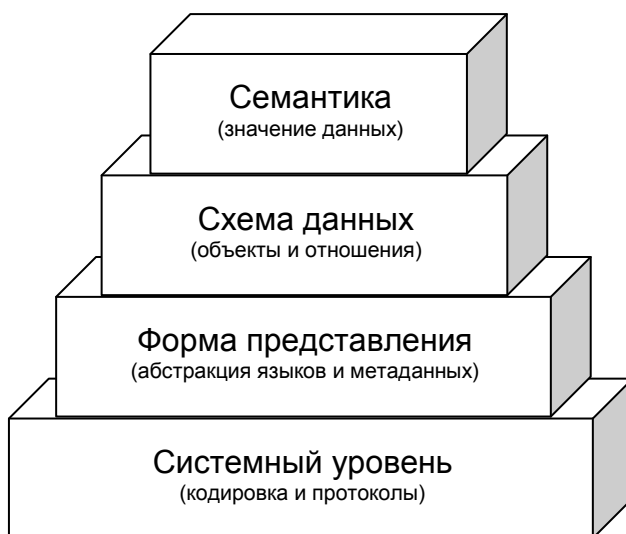 Семантика
(значение данных)
Схема данных
(объекты и отношения)
Форма представления
(абстракция языков и метаданных)
Системный уровень
(кодировка и протоколы)